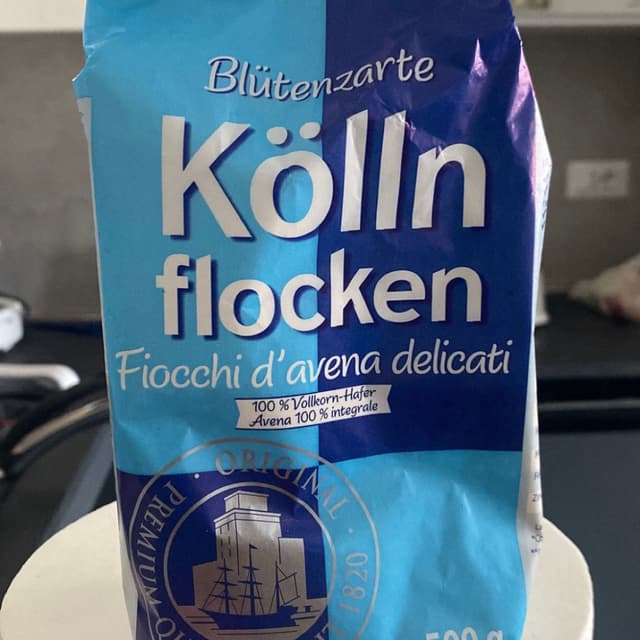 Blütenzarte
Kölln
flocken
Fiocchi d'avena delicati
100 % Vollkorn-Hafer
Avena 100 % integrale
ORIGINAL
PREMIUM
1820
500 g